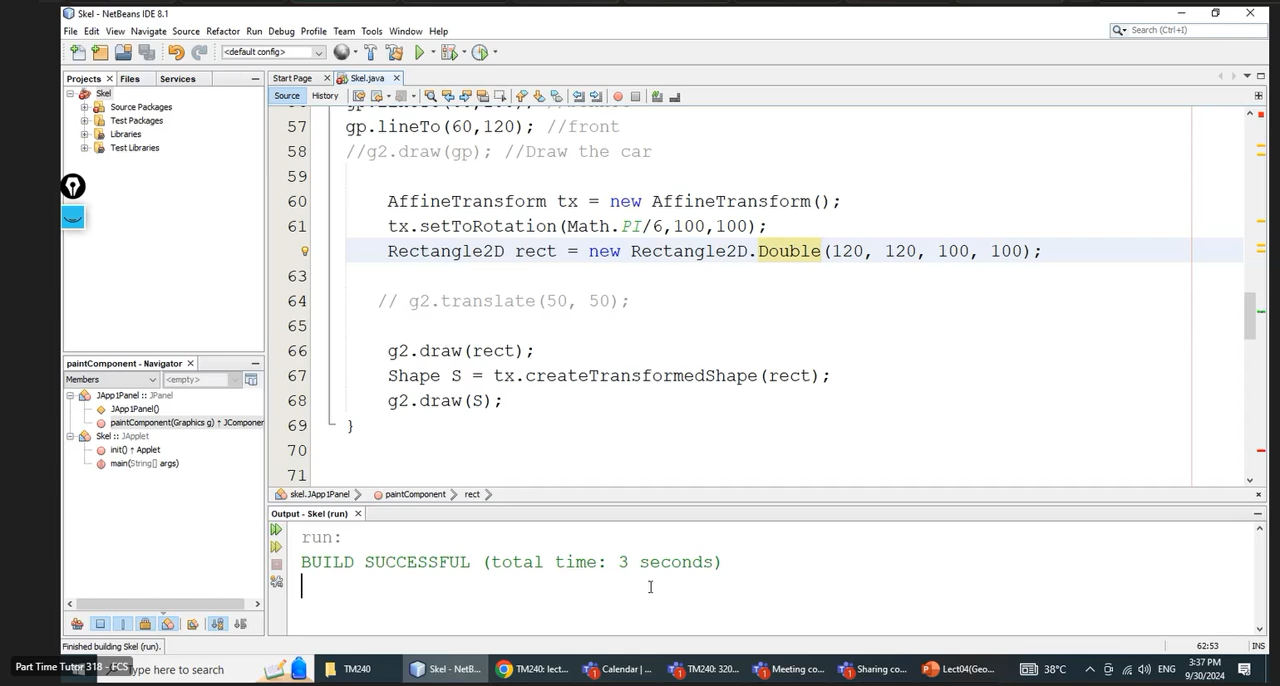 Skel - NetBeans IDE 8.1
File Edit View Navigate Source Refactor Run Debug Profile Team Tools Window Help
Search (Ctrl+I)
<default config>
Projects Files Services
Start Page Skel.java
Source History
Skel
Source Packages
Test Packages
Libraries
Test Libraries
57 gp.lineTo(60,120); //front
58 //g2.draw(gp); //Draw the car
59
60 AffineTransform tx = new AffineTransform();
61 tx.setToRotation(Math.PI/6,100,100);
Rectangle2D rect = new Rectangle2D.Double(120, 120, 100, 100);
63
64 // g2.translate(50, 50);
65
66 g2.draw(rect);
67 Shape S = tx.createTransformedShape(rect);
68 g2.draw(S);
69 }
70
71
paintComponent - Navigator
Members <empty>
JApp1Panel :: JPanel
JApp1Panel()
paintComponent(Graphics g) ↑ JComponer
Skel :: JApplet
init() ↑ Applet
main(String[] args)
skel.JApp1Panel paintComponent rect
Output - Skel (run)
run:
BUILD SUCCESSFUL (total time: 3 seconds)
Finished building Skel (run).
62:53 INS
Part Time Tutor 318 - FCS
Type here to search
TM240
Skel - NetB...
TM240: lect...
Calendar | ...
TM240: 320...
Meeting co...
Sharing co...
Lect04(Geo...
38°C
ENG
3:37 PM
9/30/2024